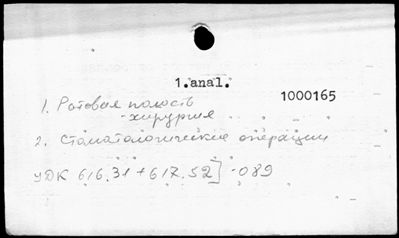 1.anal.
1000165
1. Ротовая полость
-хирургия
2. Стоматологические операции
УДК 616.31+617.52]-089